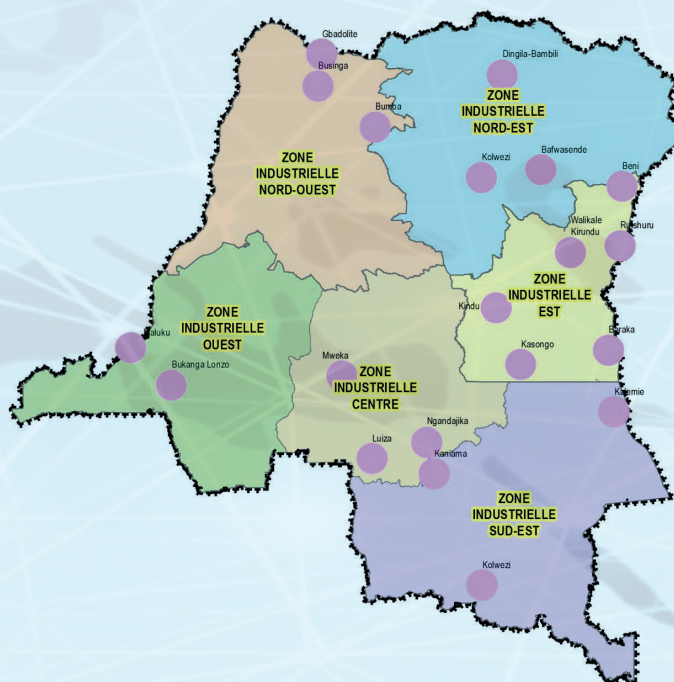 Gbadolite
Businga
Bumba
Dingila-Bambili
ZONE
INDUSTRIELLE
NORD-EST
ZONE
INDUSTRIELLE
NORD-OUEST
Kolwezi
Bafwasende
Beni
Walikale
Kirundu
Rutshuru
ZONE
INDUSTRIELLE
EST
Kindu
Kasongo
Baraka
ZONE
INDUSTRIELLE
OUEST
Maluku
Bukanga Lonzo
Mweka
ZONE
INDUSTRIELLE
CENTRE
Ngandajika
Luiza
Kaniama
Kalemie
ZONE
INDUSTRIELLE
SUD-EST
Kolwezi